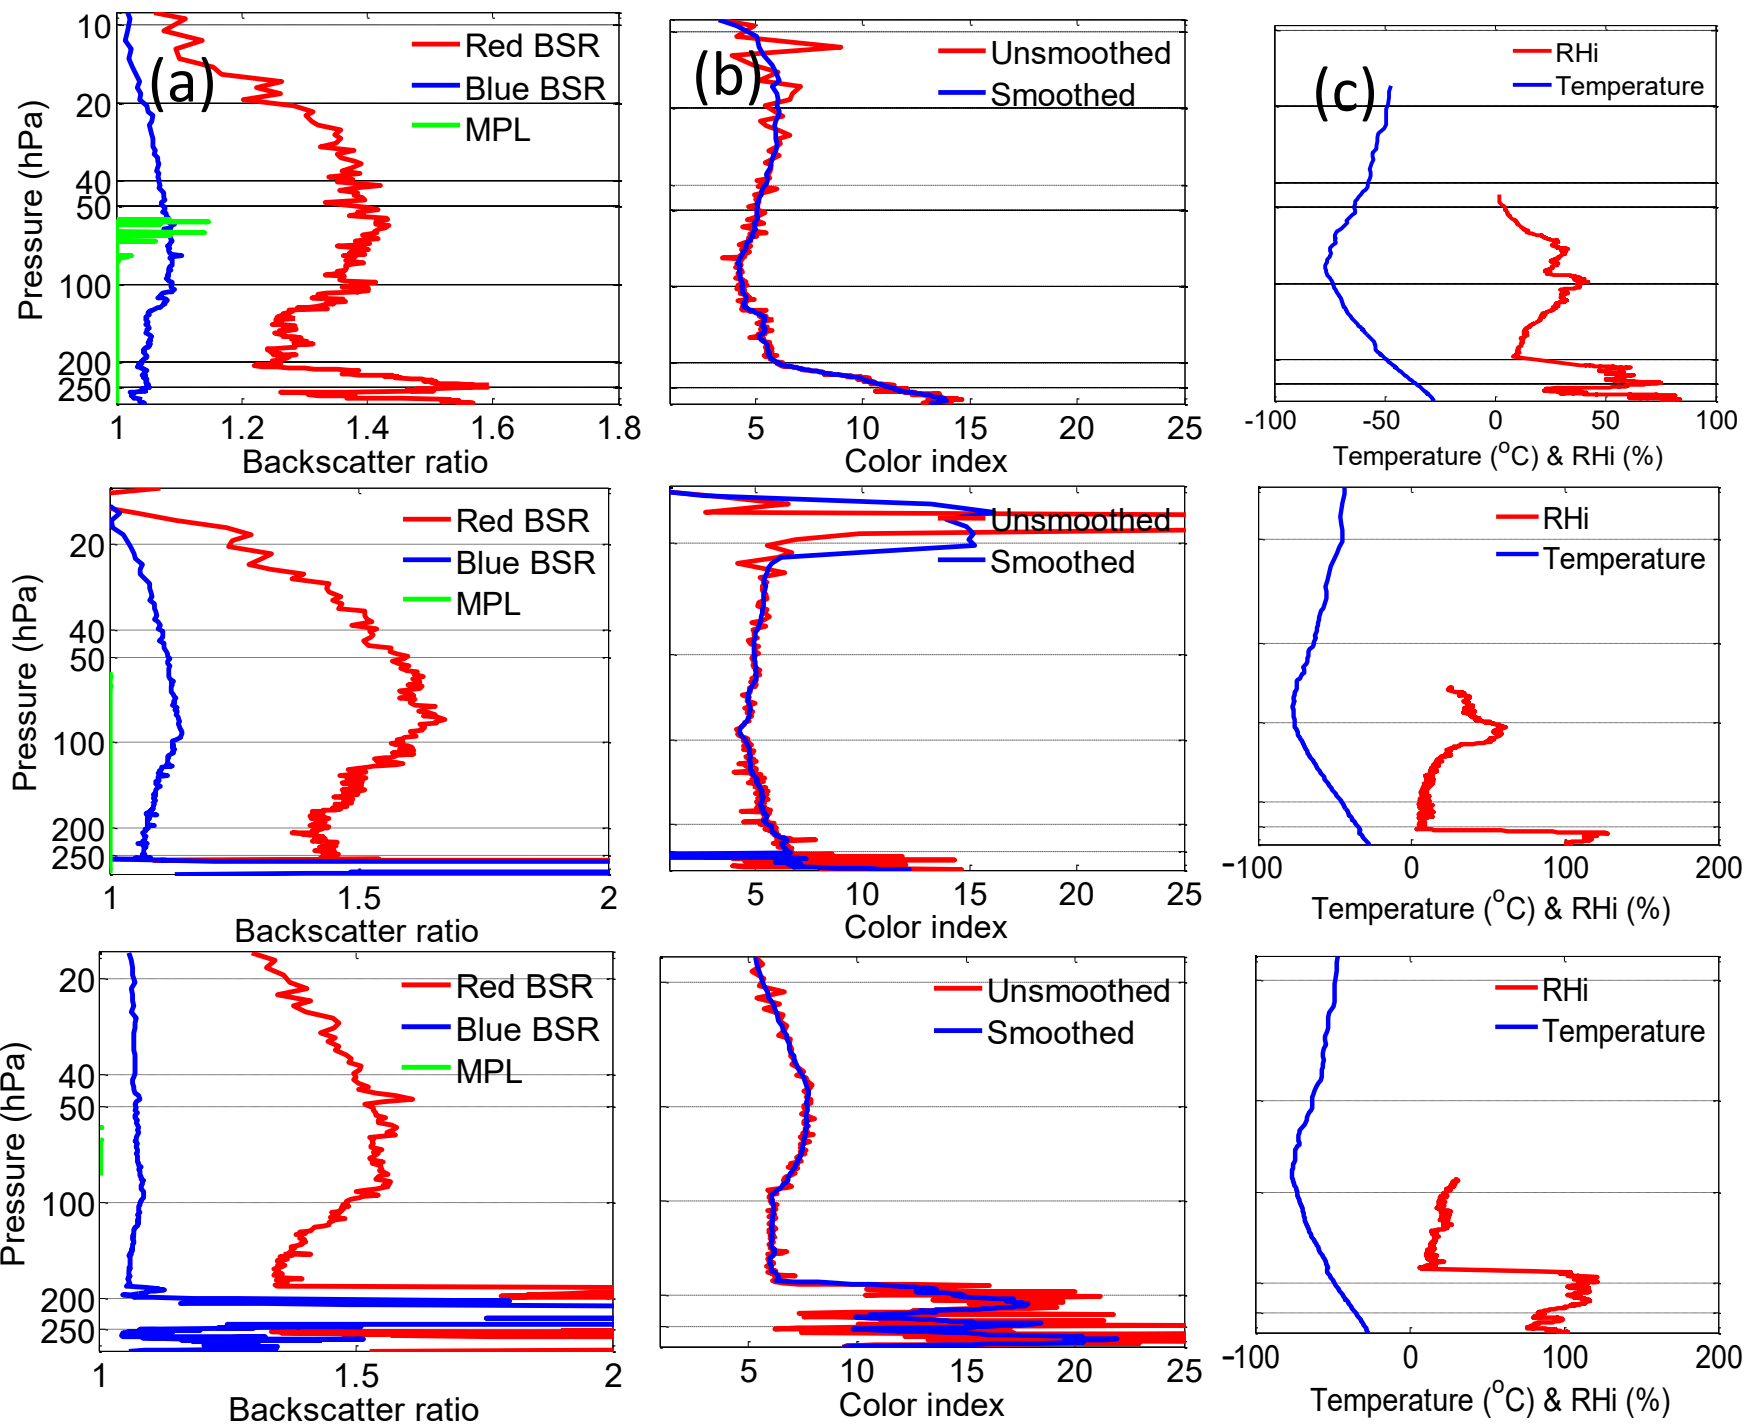 (a)
Red BSR
Blue BSR
MPL
Pressure (hPa)
10
20
40
50
100
200
250
1 1.2 1.4 1.6 1.8
Backscatter ratio
(b)
Unsmoothed
Smoothed
5 10 15 20 25
Color index
(c)
RHi
Temperature
-100 -50 0 50 100
Temperature (°C) & RHi (%)
Red BSR
Blue BSR
MPL
Pressure (hPa)
20
40
50
100
200
250
1 1.5 2
Backscatter ratio
Unsmoothed
Smoothed
5 10 15 20 25
Color index
RHi
Temperature
−100 0 100 200
Temperature (°C) & RHi (%)
Red BSR
Blue BSR
MPL
Pressure (hPa)
20
40
50
100
200
250
1 1.5 2
Backscatter ratio
Unsmoothed
Smoothed
5 10 15 20 25
Color index
RHi
Temperature
−100 0 100 200
Temperature (°C) & RHi (%)